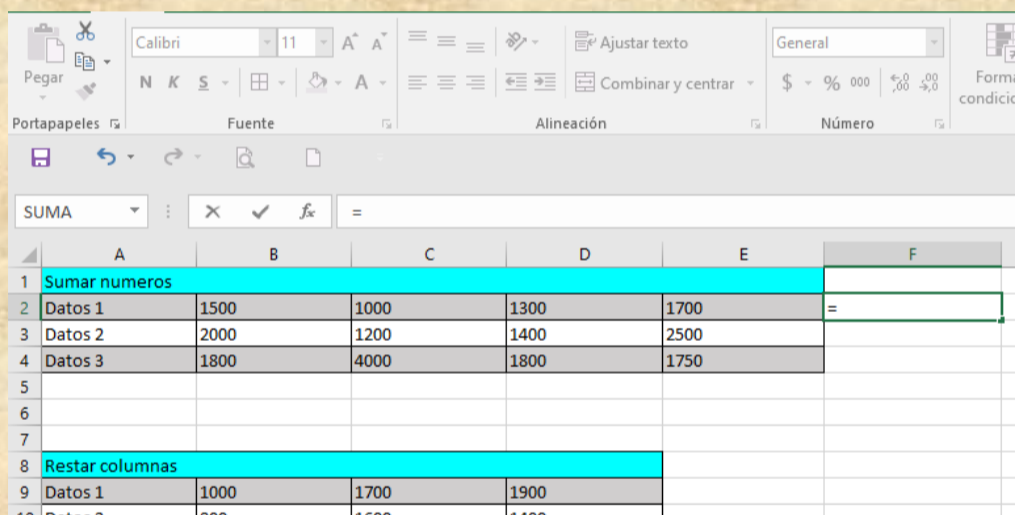 Calibri 11 A A Ajustar texto General
Pegar N K S A Combinar y centrar $ % 000
Portapapeles Fuente Alineación Número
SUMA fx =
A B C D E F
1 Sumar numeros
2 Datos 1 1500 1000 1300 1700 =
3 Datos 2 2000 1200 1400 2500
4 Datos 3 1800 4000 1800 1750
5
6
7
8 Restar columnas
9 Datos 1 1000 1700 1900